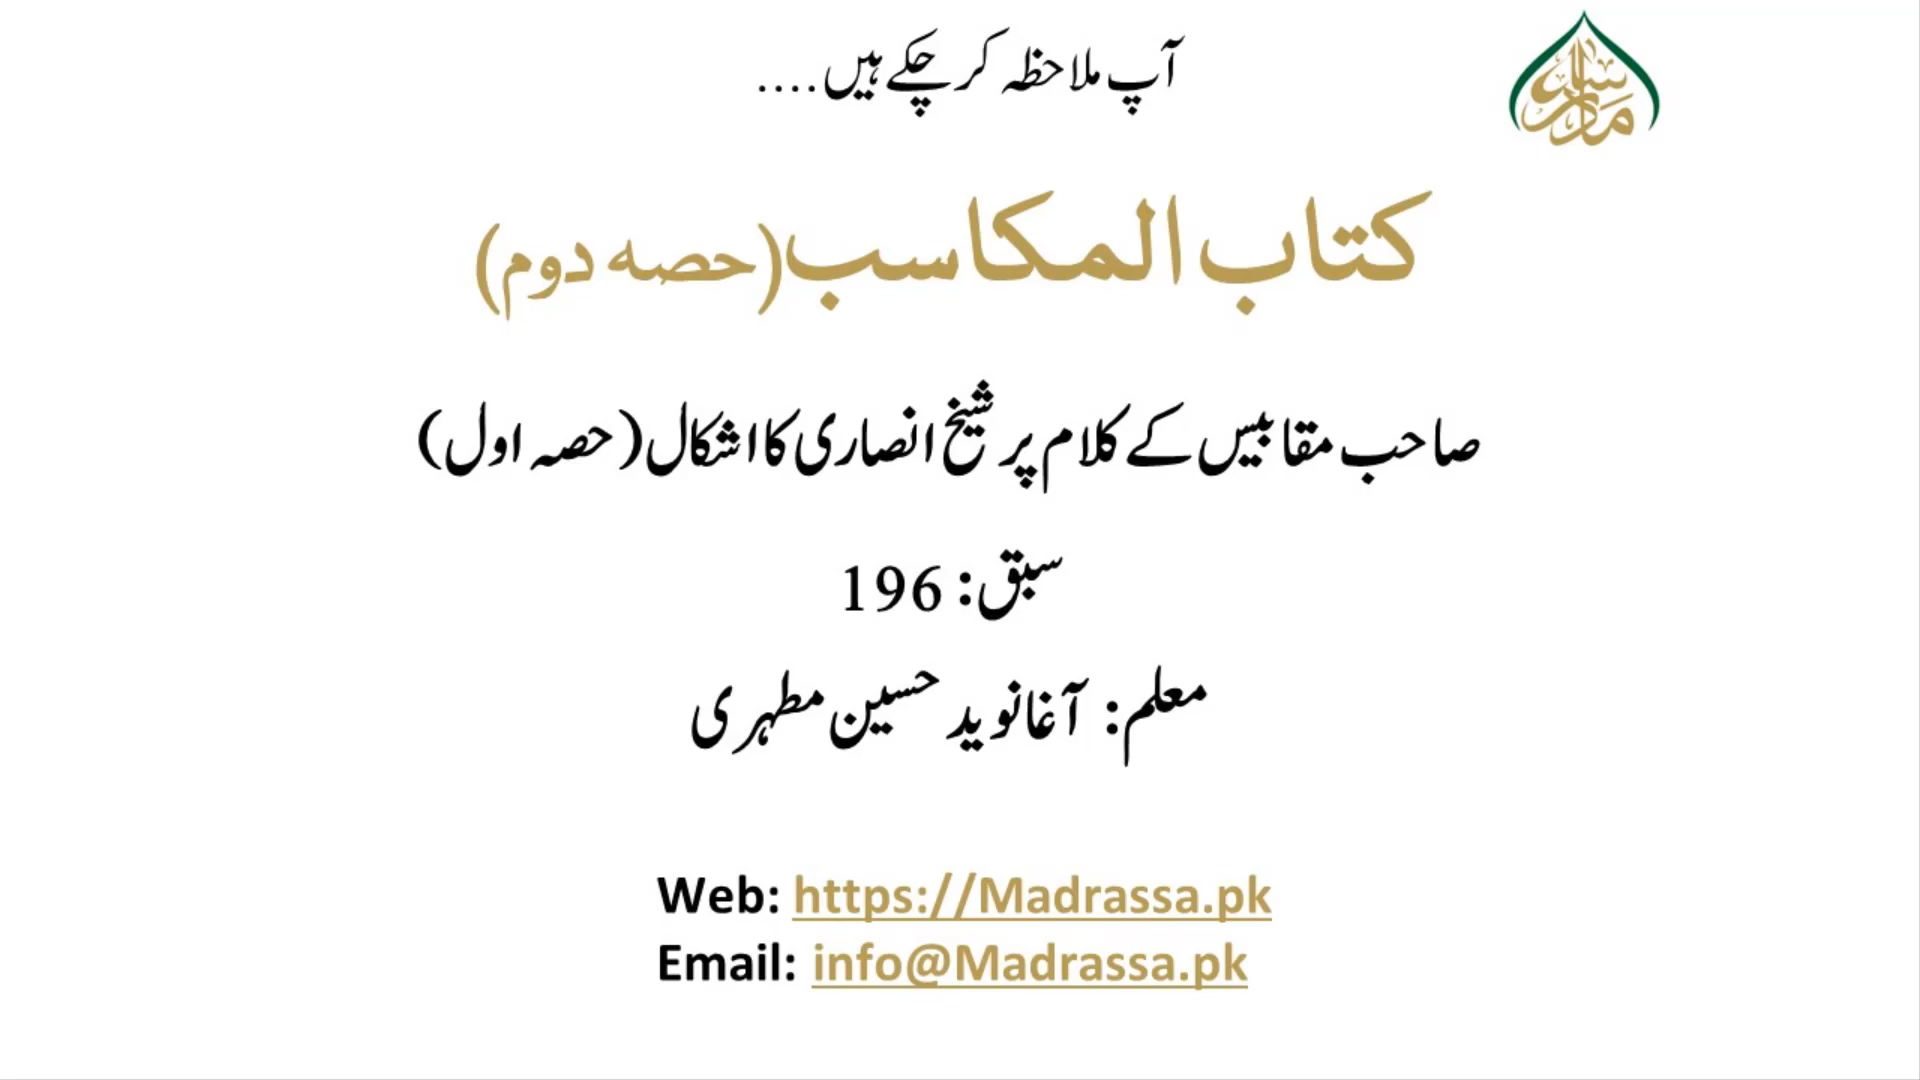 آپ ملاحظہ کر چکے ہیں....
مدرسہ
کتاب المکاسب(حصہ دوم)
صاحب مقابیس کے کلام پر شیخ انصاری کا اشکال(حصہ اول)
سبق: 196
معلم: آغا نوید حسین مطہری
Web: https://Madrassa.pk
Email: info@Madrassa.pk